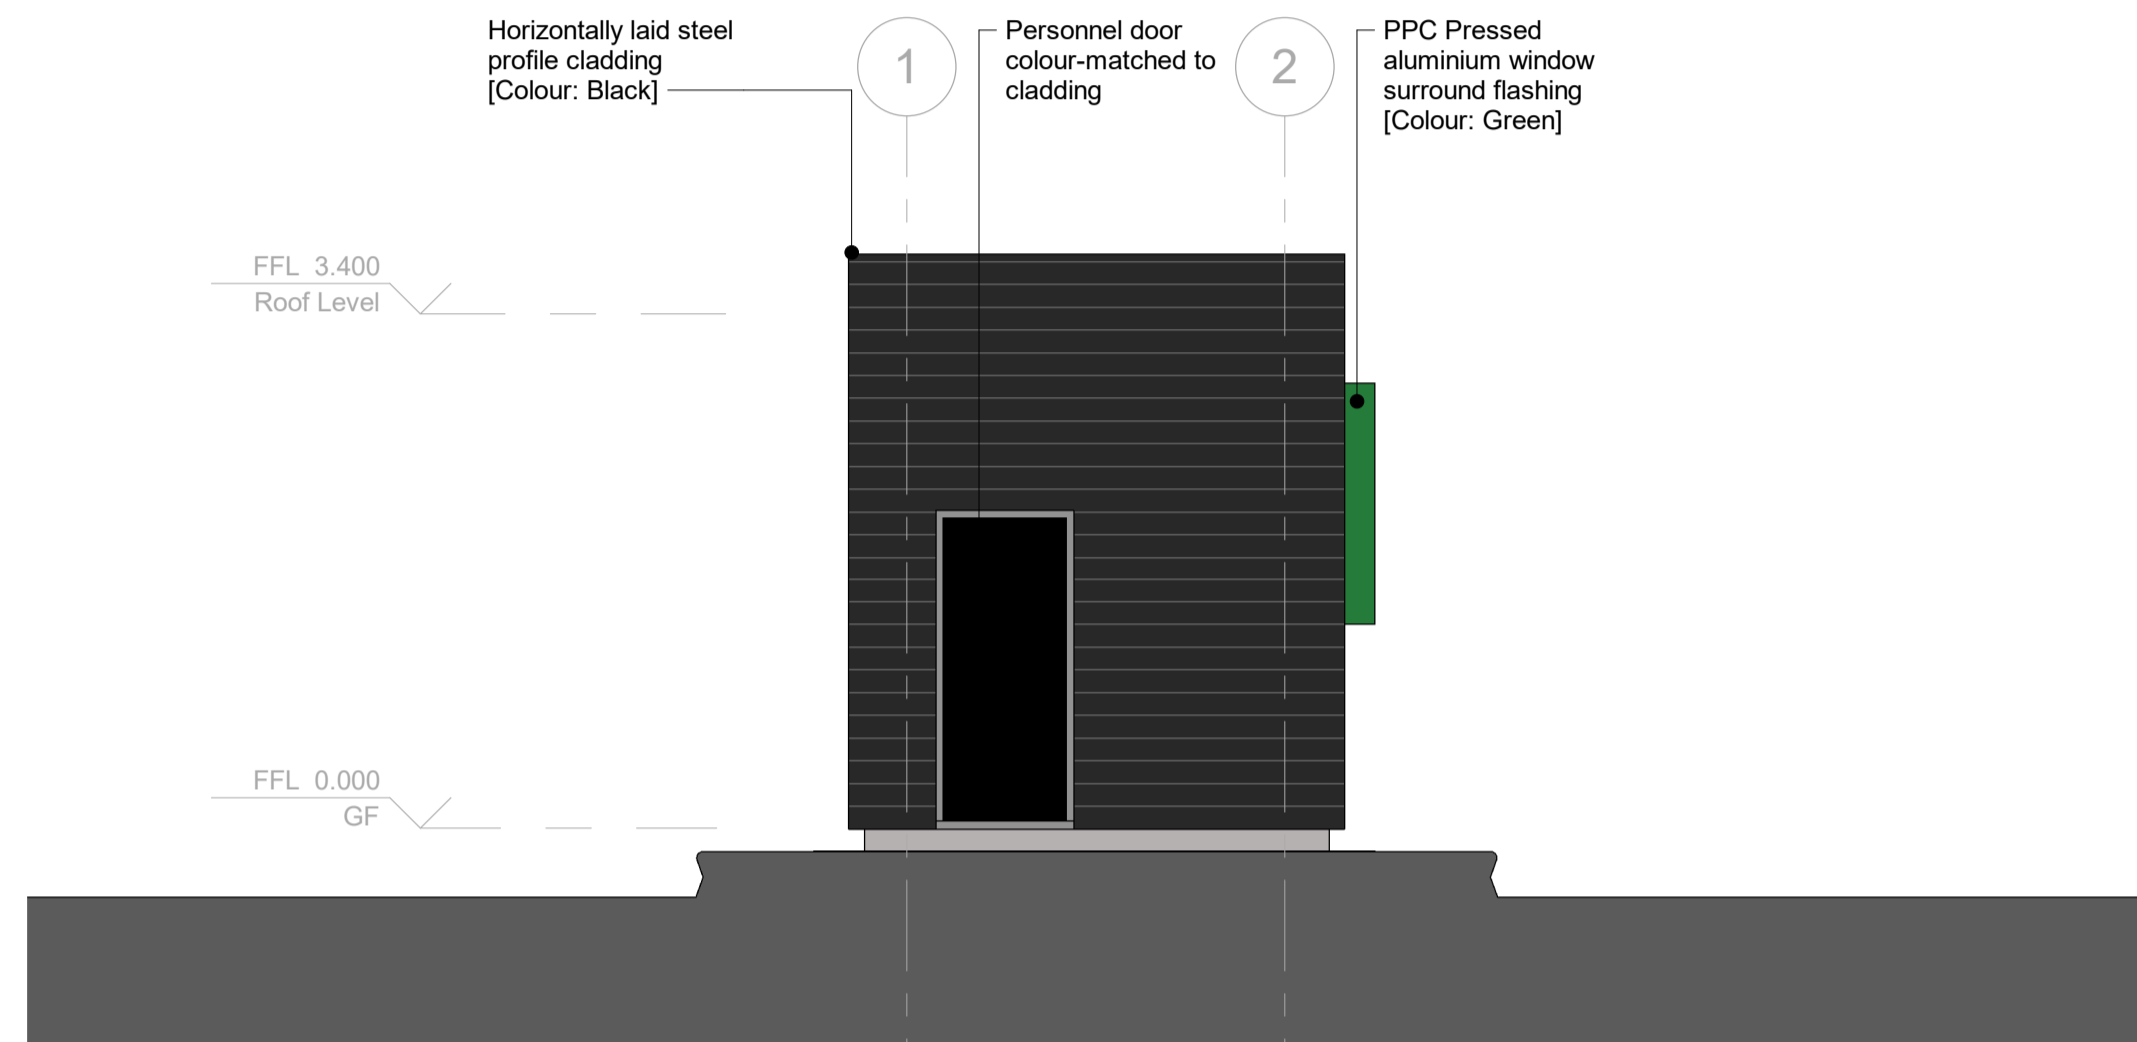 Horizontally laid steel
profile cladding
[Colour: Black]
1
Personnel door
colour-matched to
cladding
2
PPC Pressed
aluminium window
surround flashing
[Colour: Green]
FFL 3.400
Roof Level
FFL 0.000
GF